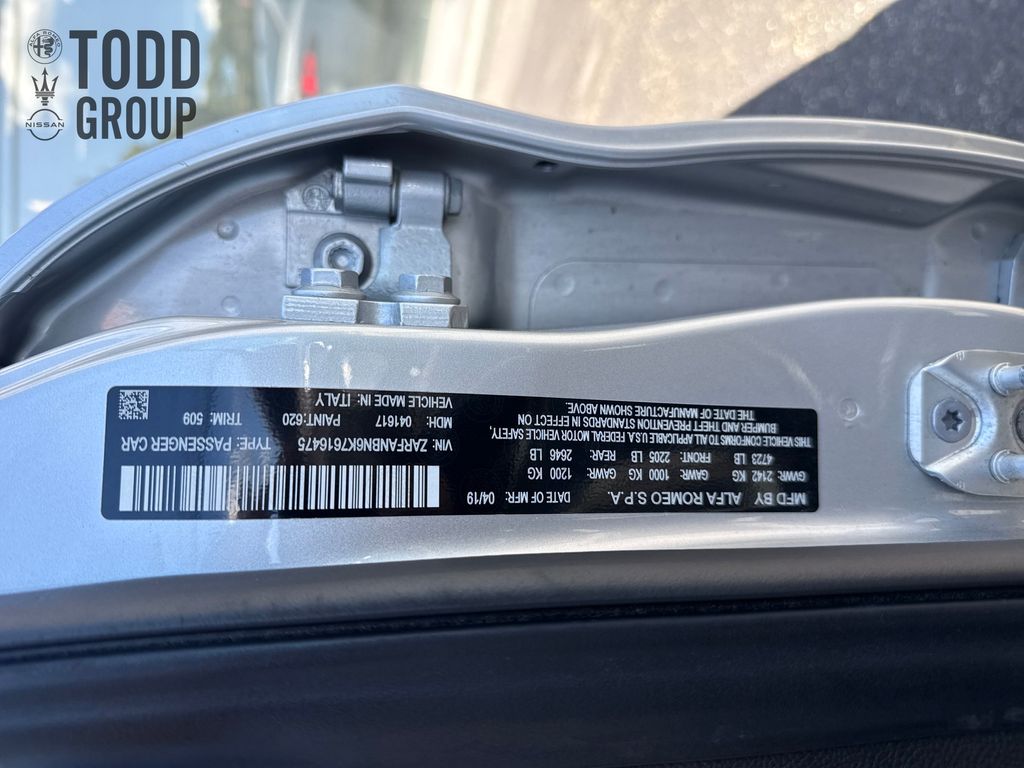 ALFA ROMEO
NISSAN
TODD
GROUP
MFD BY ALFA ROMEO S.P.A. DATE OF MFR: 04/19
GVWR: 2142 KG GAWR: 1000 KG GAWR: 1200 KG
4723 LB FRONT: 2205 LB REAR: 2646 LB
THIS VEHICLE CONFORMS TO ALL APPLICABLE U.S.A. FEDERAL MOTOR VEHICLE SAFETY,
BUMPER AND THEFT PREVENTION STANDARDS IN EFFECT ON
THE DATE OF MANUFACTURE SHOWN ABOVE.
VIN: ZARFANBN6K7616475 TYPE: PASSENGER CAR
MDH: 041617 PAINT:620 TRIM: 509
VEHICLE MADE IN: ITALY